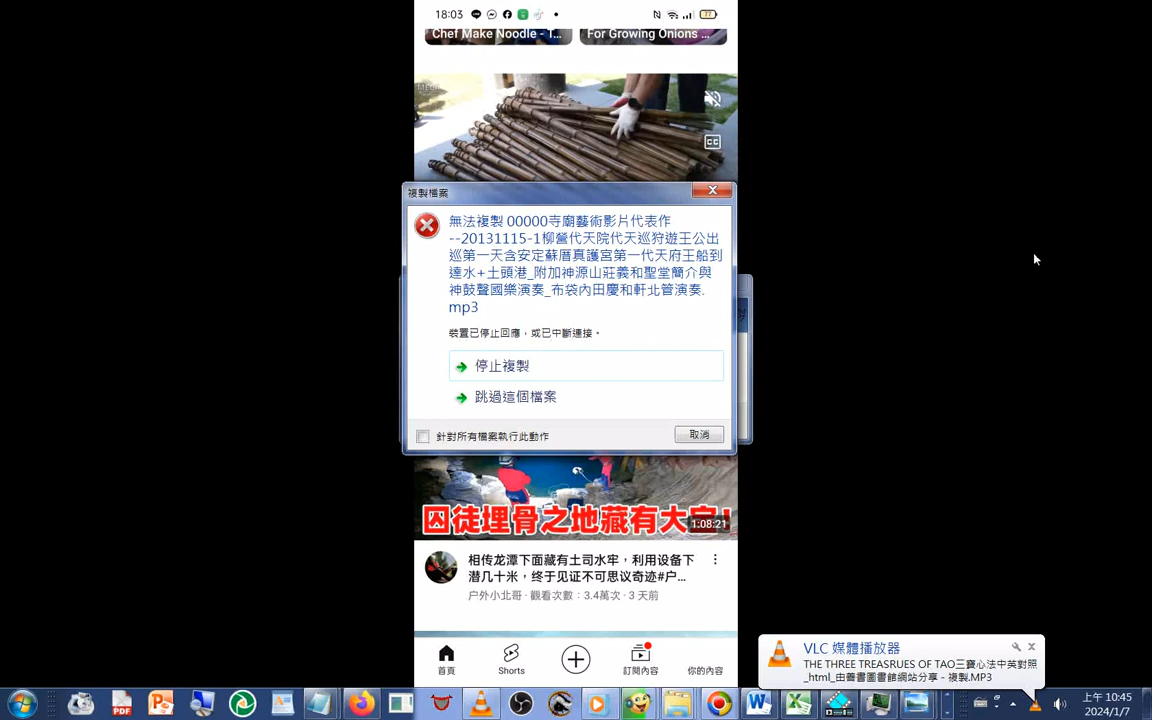 18:03
77
Chef Make Noodle - T...
For Growing Onions ...
CC
複製檔案
無法複製 00000寺廟藝術影片代表作
--20131115-1柳營代天院代天巡狩遊王公出
巡第一天含安定蘇厝真護宮第一代天府王船到
達水+土頭港_附加神源山莊義和聖堂簡介與
神鼓聲國樂演奏_布袋內田慶和軒北管演奏.
mp3
裝置已停止回應，或已中斷連接。
停止複製
跳過這個檔案
針對所有檔案執行此動作
取消
囚徒埋骨之地藏有大
1:08:21
相传龙潭下面藏有土司水牢，利用设备下
潜几十米，终于见证不可思议奇迹#户...
户外小北哥 · 觀看次數：3.4萬次 · 3 天前
首頁
Shorts
訂閱內容
你的內容
VLC 媒體播放器
THE THREE TREASRUES OF TAO三寶心法中英對照
_html_由善書圖書館網站分享 - 複製.MP3
PDF
上午 10:45
2024/1/7